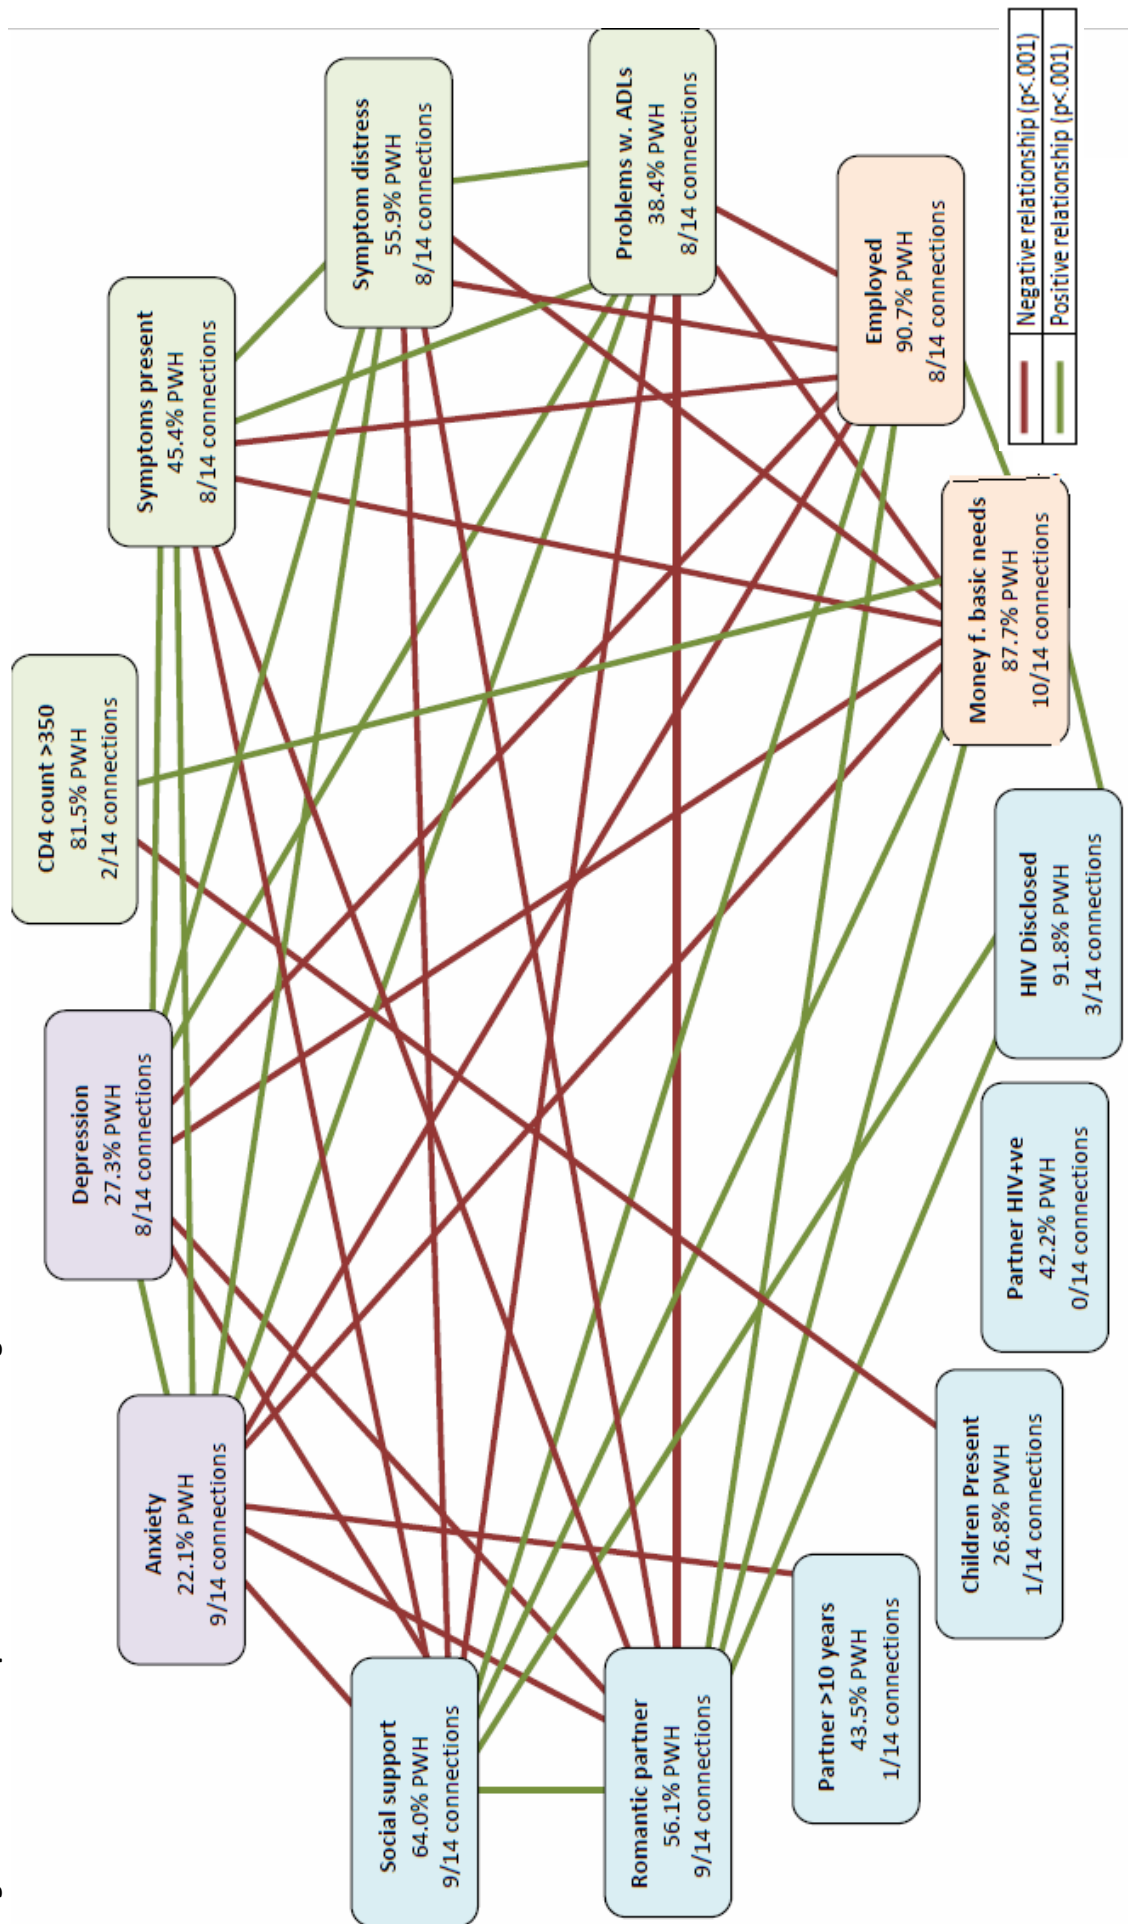 CD4 count >350
81.5% PWH
2/14 connections
Symptoms present
45.4% PWH
8/14 connections
Symptom distress
55.9% PWH
8/14 connections
Problems w. ADLs
38.4% PWH
8/14 connections
Employed
90.7% PWH
8/14 connections
Money f. basic needs
87.7% PWH
10/14 connections
HIV Disclosed
91.8% PWH
3/14 connections
Partner HIV+ve
42.2% PWH
0/14 connections
Children Present
26.8% PWH
1/14 connections
Partner >10 years
43.5% PWH
1/14 connections
Romantic partner
56.1% PWH
9/14 connections
Social support
64.0% PWH
9/14 connections
Anxiety
22.1% PWH
9/14 connections
Depression
27.3% PWH
8/14 connections
Negative relationship (p<.001)
Positive relationship (p<.001)